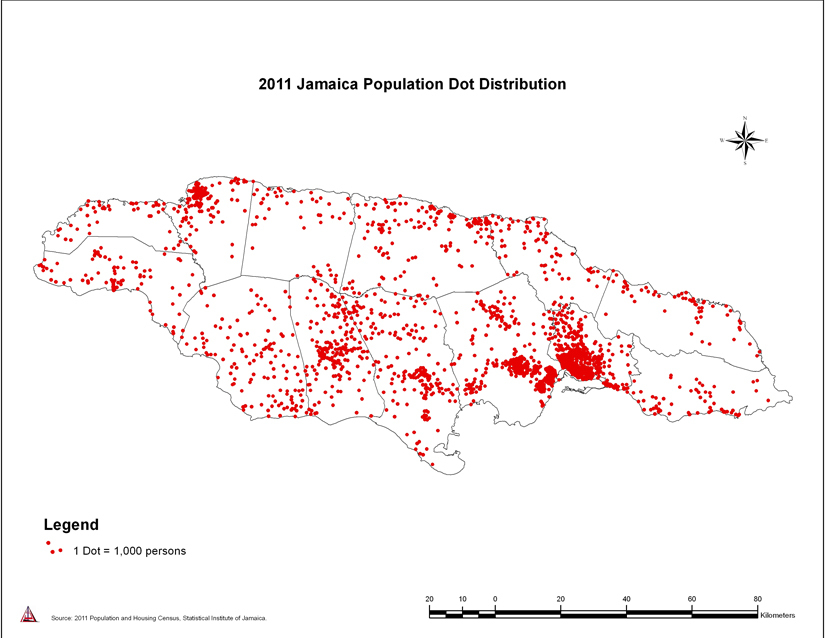 2011 Jamaica Population Dot Distribution
N
W E
S
Legend
1 Dot = 1,000 persons
20 10 0 20 40 60 80
Kilometers
Source: 2011 Population and Housing Census, Statistical Institute of Jamaica.